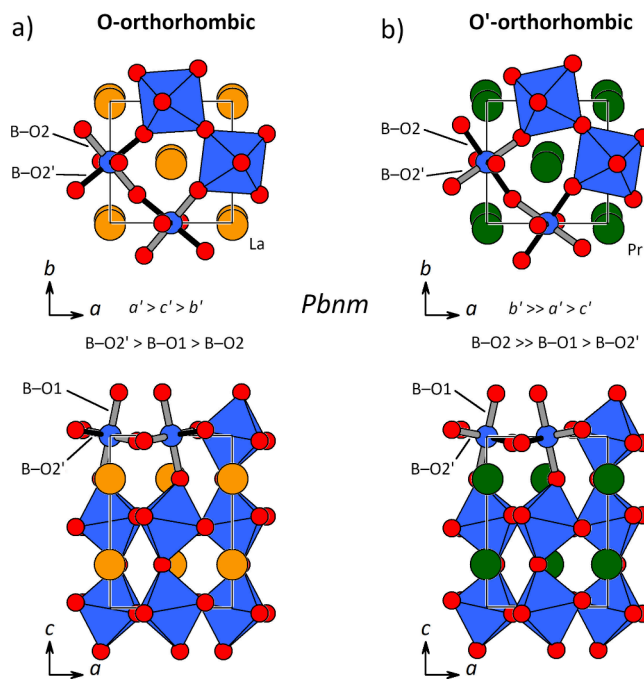 a)
O-orthorhombic
B–O2
B–O2'
La
b
a
a' > c' > b'
B–O2' > B–O1 > B–O2
B–O1
B–O2'
c
a
Pbnm
b)
O'-orthorhombic
B–O2
B–O2'
Pr
b
a
b' >> a' > c'
B–O2 >> B–O1 > B–O2'
B–O1
B–O2'
c
a